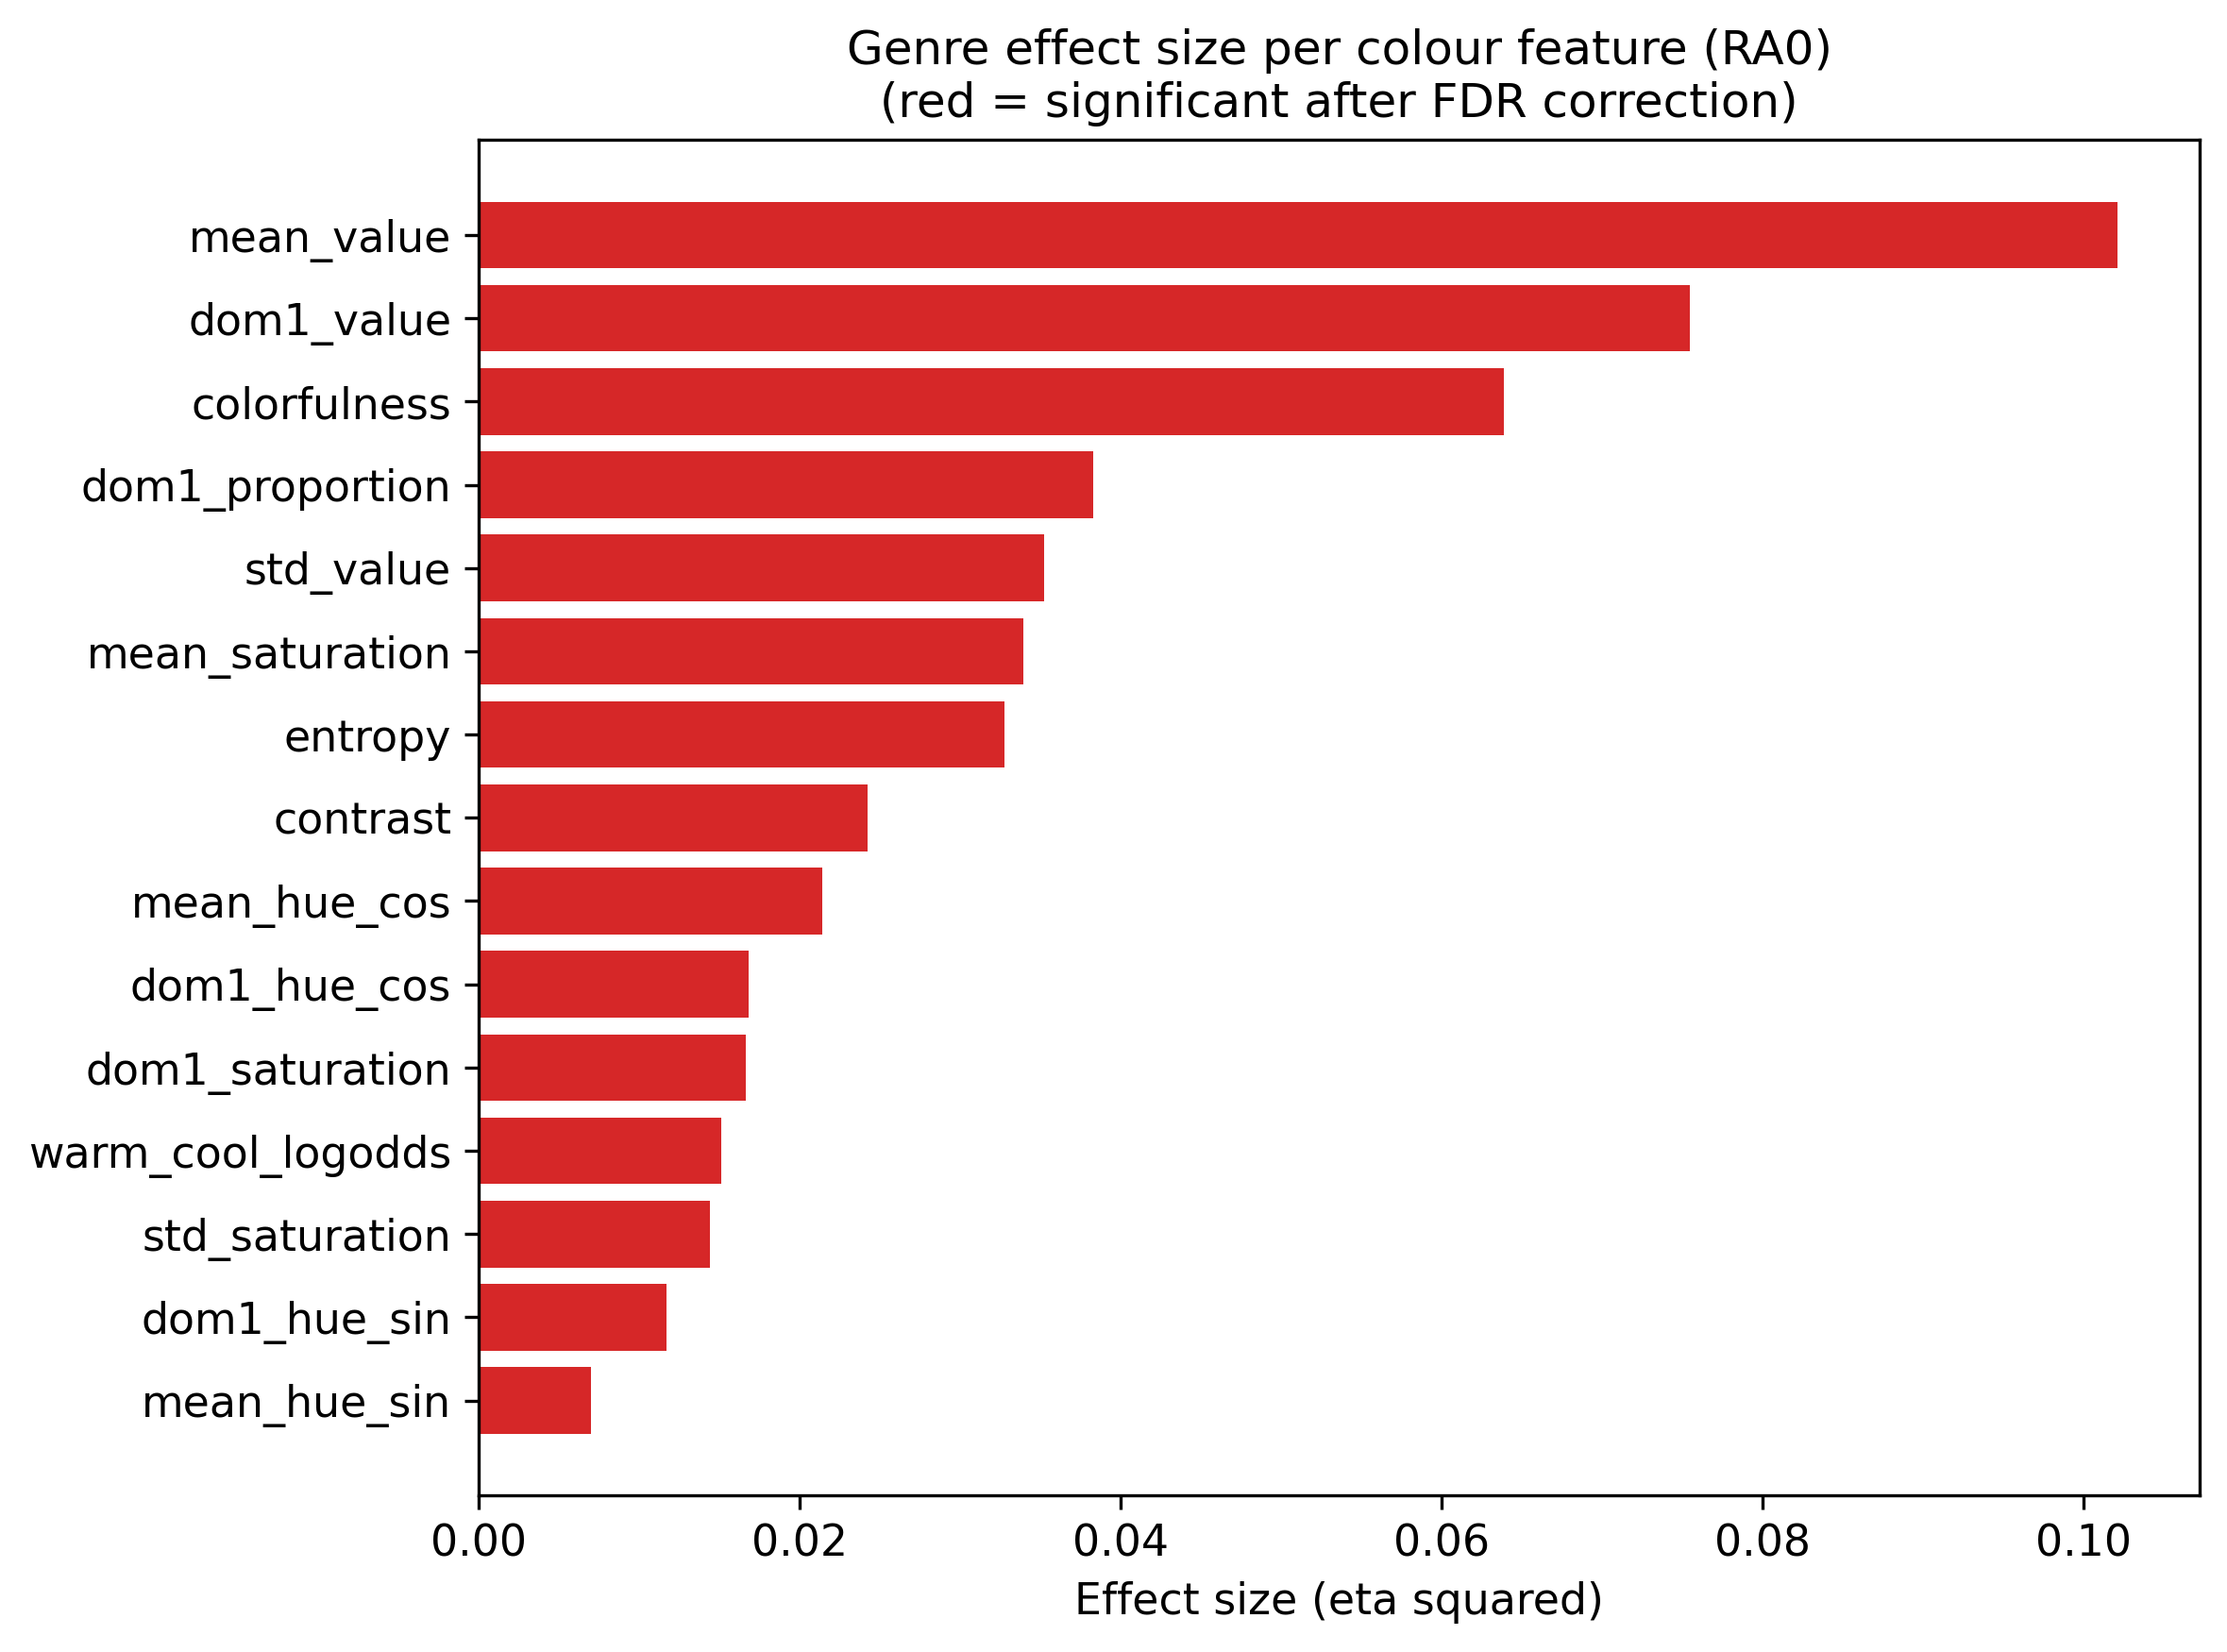 Genre effect size per colour feature (RA0)
(red = significant after FDR correction)
mean_value
dom1_value
colorfulness
dom1_proportion
std_value
mean_saturation
entropy
contrast
mean_hue_cos
dom1_hue_cos
dom1_saturation
warm_cool_logodds
std_saturation
dom1_hue_sin
mean_hue_sin
0.00 0.02 0.04 0.06 0.08 0.10
Effect size (eta squared)